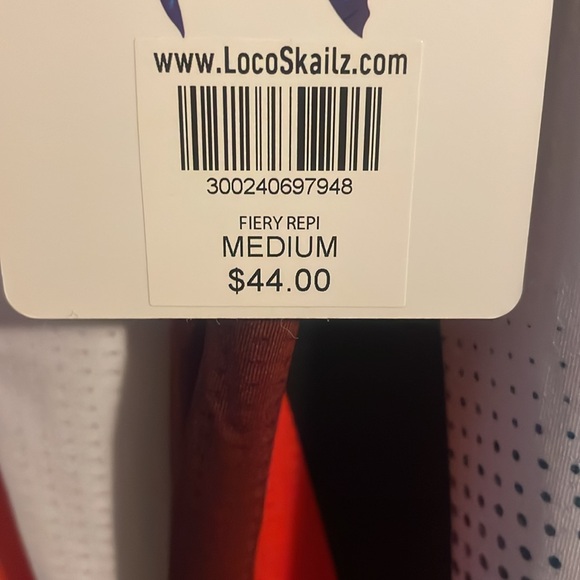 www.LocoSkailz.com
300240697948
FIERY REPI
MEDIUM
$44.00